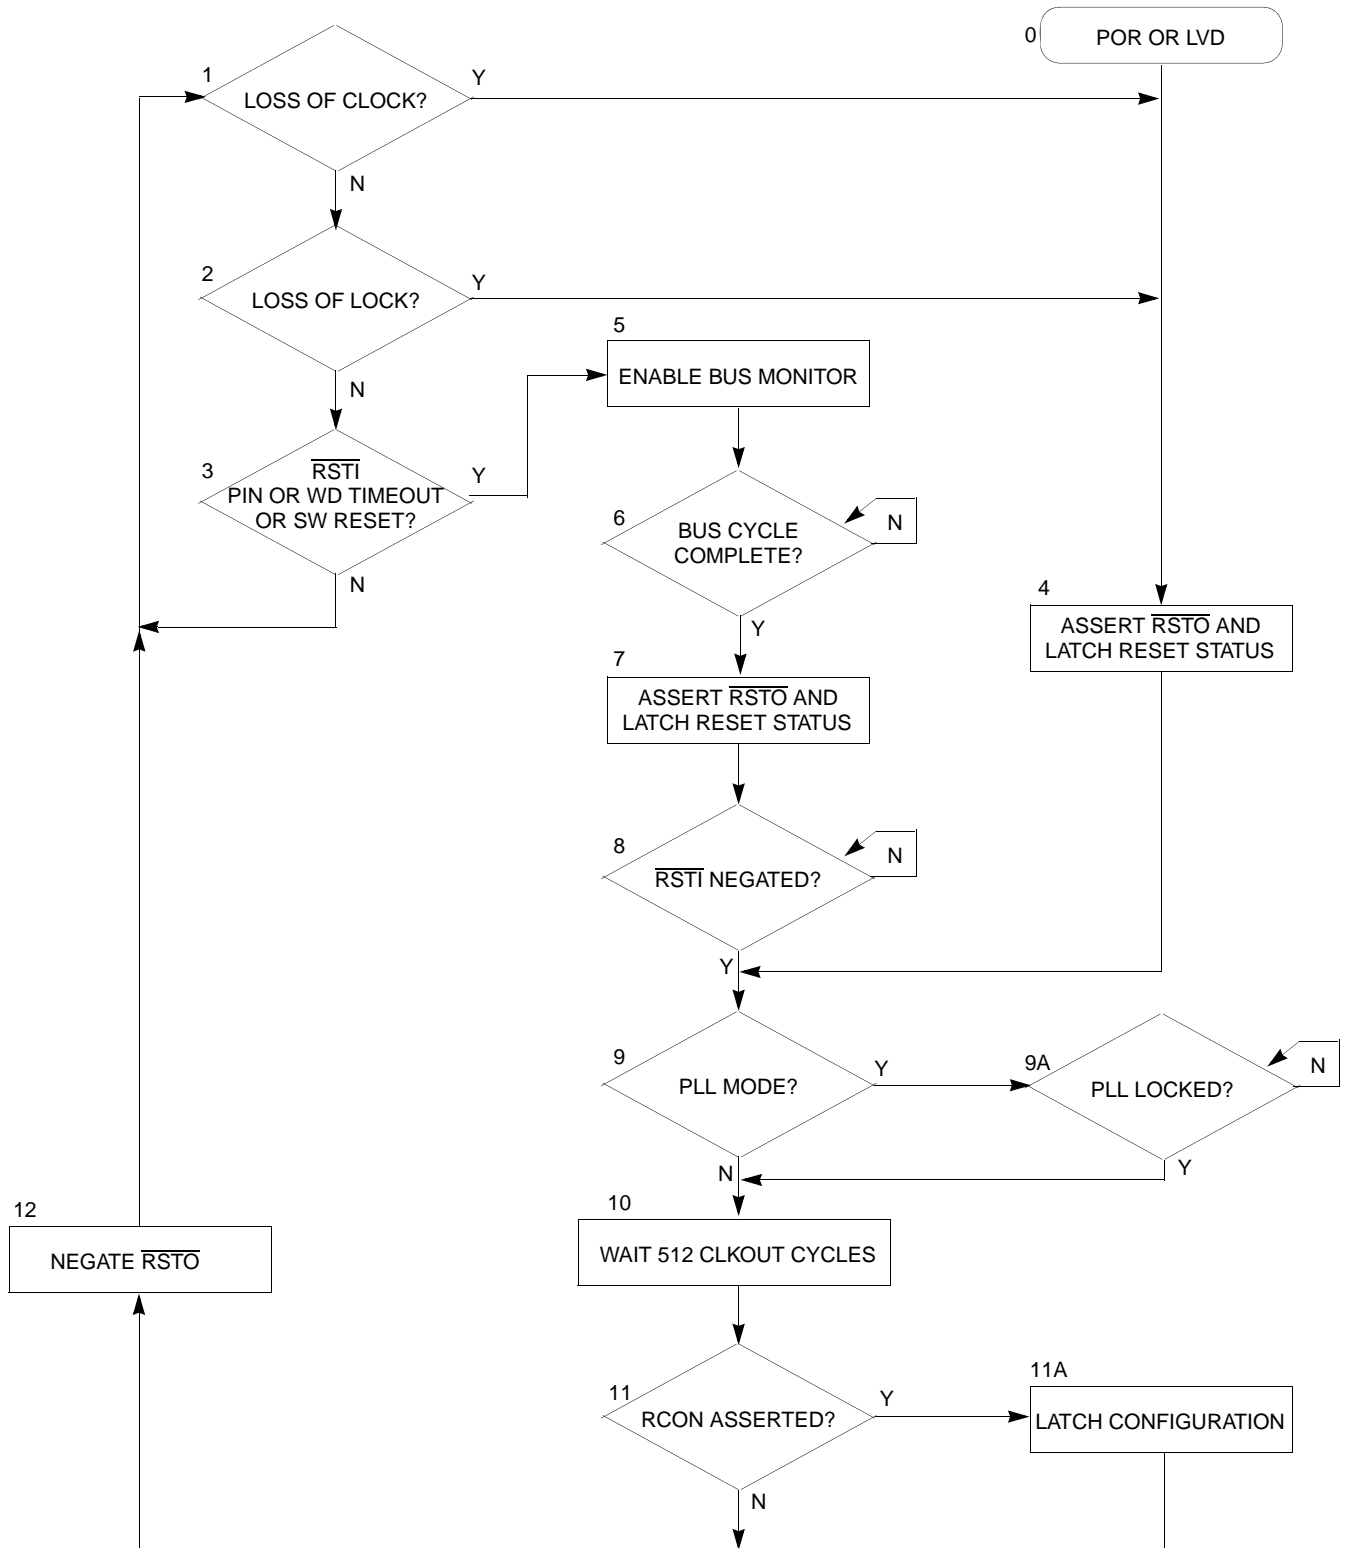 0
POR OR LVD
1
LOSS OF CLOCK?
Y
N
2
LOSS OF LOCK?
Y
N
3
RSTI
PIN OR WD TIMEOUT
OR SW RESET?
Y
N
5
ENABLE BUS MONITOR
6
BUS CYCLE
COMPLETE?
N
Y
4
ASSERT RSTO AND
LATCH RESET STATUS
7
ASSERT RSTO AND
LATCH RESET STATUS
8
RSTI NEGATED?
N
Y
9
PLL MODE?
Y
N
9A
PLL LOCKED?
N
Y
10
WAIT 512 CLKOUT CYCLES
12
NEGATE RSTO
11
RCON ASSERTED?
Y
N
11A
LATCH CONFIGURATION